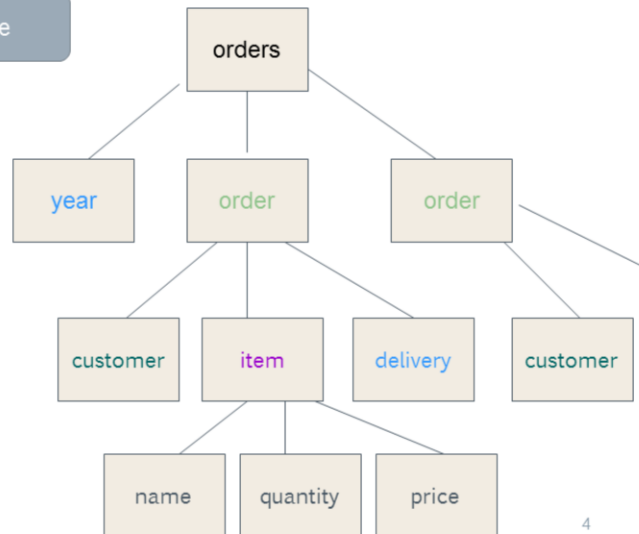 e
orders
year
order
order
customer
item
delivery
customer
name
quantity
price
4